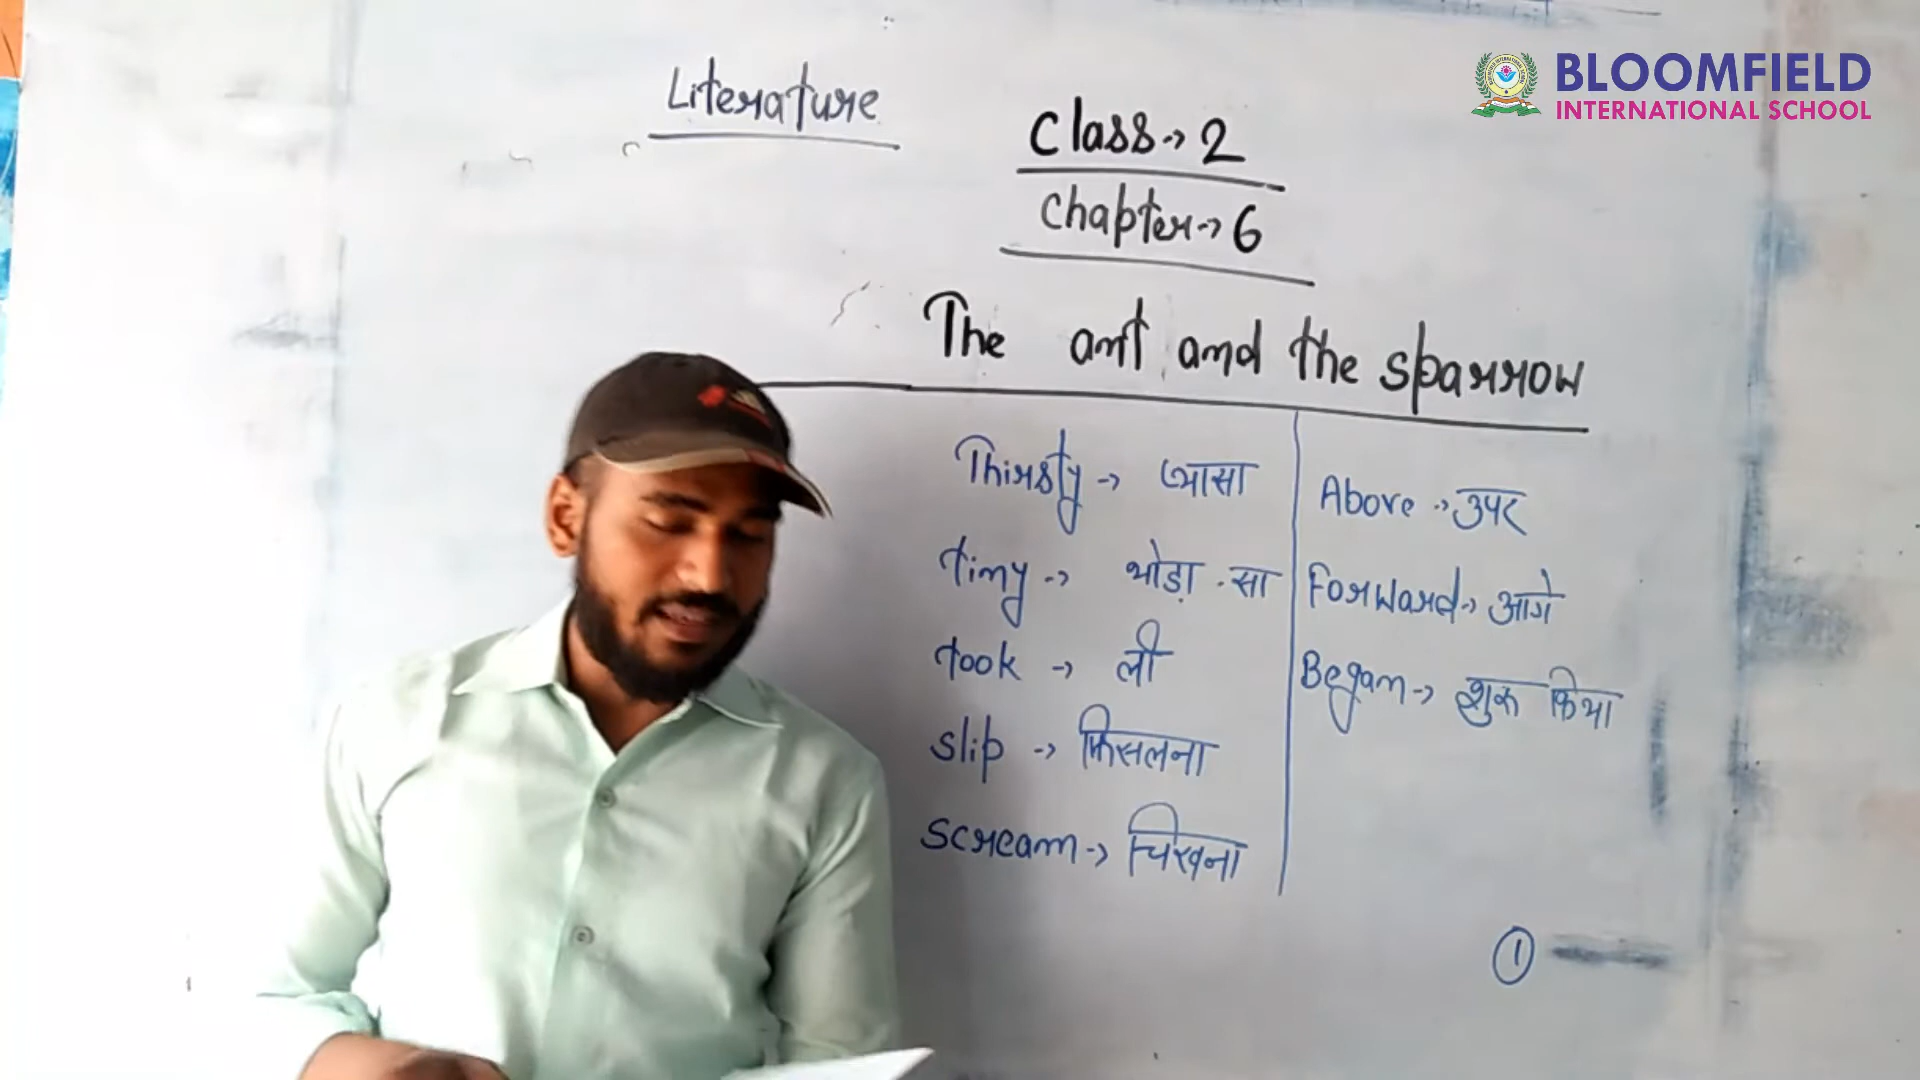 BLOOMFIELD
INTERNATIONAL SCHOOL
Literature
Class → 2
Chapter → 6
The ant and the sparrow
Thirsty → प्यासा
tiny → थोड़ा सा
took → ली
slip → फिसलना
scream → चिखना
Above → उपर
Forward → आगे
Began → शुरू किया
1